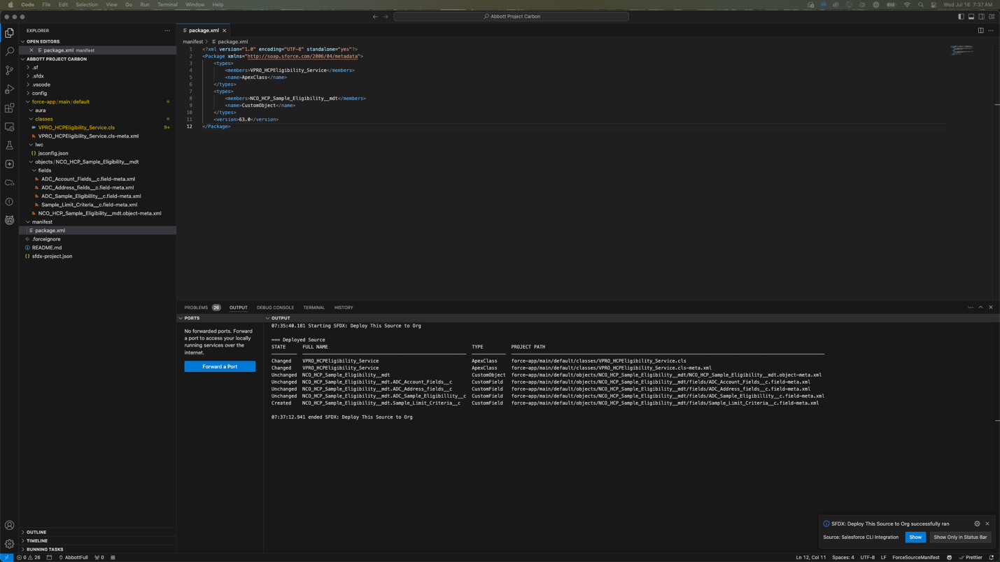 Code File Edit Selection View Go Run Terminal Window Help
Wed Jul 16 7:37 AM
Abbott Project Carbon
EXPLORER
OPEN EDITORS
package.xml manifest
ABBOTT PROJECT CARBON
.sf
.sfdx
.vscode
config
force-app / main / default
aura
classes
VPRO_HCPEligibility_Service.cls 9+
VPRO_HCPEligibility_Service.cls-meta.xml
lwc
jsconfig.json
objects / NCO_HCP_Sample_Eligibility__mdt
fields
ADC_Account_Fields__c.field-meta.xml
ADC_Address_fields__c.field-meta.xml
ADC_Sample_Eligibillity__c.field-meta.xml
Sample_Limit_Criteria__c.field-meta.xml
NCO_HCP_Sample_Eligibility__mdt.object-meta.xml
manifest
package.xml
.forceignore
README.md
sfdx-project.json
OUTLINE
TIMELINE
RUNNING TASKS
package.xml
manifest > package.xml
1 <?xml version="1.0" encoding="UTF-8" standalone="yes"?>
2 <Package xmlns="http://soap.sforce.com/2006/04/metadata">
3 <types>
4 <members>VPRO_HCPEligibility_Service</members>
5 <name>ApexClass</name>
6 </types>
7 <types>
8 <members>NCO_HCP_Sample_Eligibility__mdt</members>
9 <name>CustomObject</name>
10 </types>
11 <version>63.0</version>
12 </Package>
PROBLEMS 26 OUTPUT DEBUG CONSOLE TERMINAL HISTORY
PORTS
No forwarded ports. Forward
a port to access your locally
running services over the
internet.
Forward a Port
OUTPUT
07:35:40.181 Starting SFDX: Deploy This Source to Org
=== Deployed Source
STATE FULL NAME TYPE PROJECT PATH
Changed VPRO_HCPEligibility_Service ApexClass force-app/main/default/classes/VPRO_HCPEligibility_Service.cls
Changed VPRO_HCPEligibility_Service ApexClass force-app/main/default/classes/VPRO_HCPEligibility_Service.cls-meta.xml
Unchanged NCO_HCP_Sample_Eligibility__mdt CustomObject force-app/main/default/objects/NCO_HCP_Sample_Eligibility__mdt/NCO_HCP_Sample_Eligibility__mdt.object-meta.xml
Unchanged NCO_HCP_Sample_Eligibility__mdt.ADC_Account_Fields__c CustomField force-app/main/default/objects/NCO_HCP_Sample_Eligibility__mdt/fields/ADC_Account_Fields__c.field-meta.xml
Unchanged NCO_HCP_Sample_Eligibility__mdt.ADC_Address_fields__c CustomField force-app/main/default/objects/NCO_HCP_Sample_Eligibility__mdt/fields/ADC_Address_fields__c.field-meta.xml
Unchanged NCO_HCP_Sample_Eligibility__mdt.ADC_Sample_Eligibillity__c CustomField force-app/main/default/objects/NCO_HCP_Sample_Eligibility__mdt/fields/ADC_Sample_Eligibillity__c.field-meta.xml
Created NCO_HCP_Sample_Eligibility__mdt.Sample_Limit_Criteria__c CustomField force-app/main/default/objects/NCO_HCP_Sample_Eligibility__mdt/fields/Sample_Limit_Criteria__c.field-meta.xml
07:37:12.941 ended SFDX: Deploy This Source to Org
SFDX: Deploy This Source to Org successfully ran
Source: Salesforce CLI Integration Show Show Only in Status Bar
0 26 AbbottFull 0
Ln 12, Col 11 Spaces: 4 UTF-8 LF ForceSourceManifest Prettier